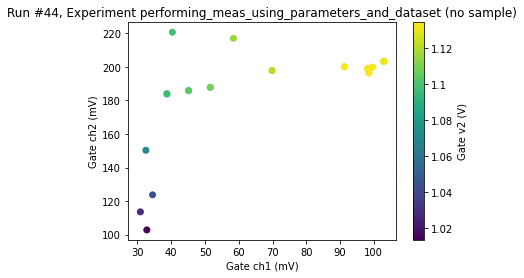 Run #44, Experiment performing_meas_using_parameters_and_dataset (no sample)
220
200
180
160
140
120
100
Gate ch2 (mV)
30 40 50 60 70 80 90 100
Gate ch1 (mV)
1.12
1.10
1.08
1.06
1.04
1.02
Gate v2 (V)